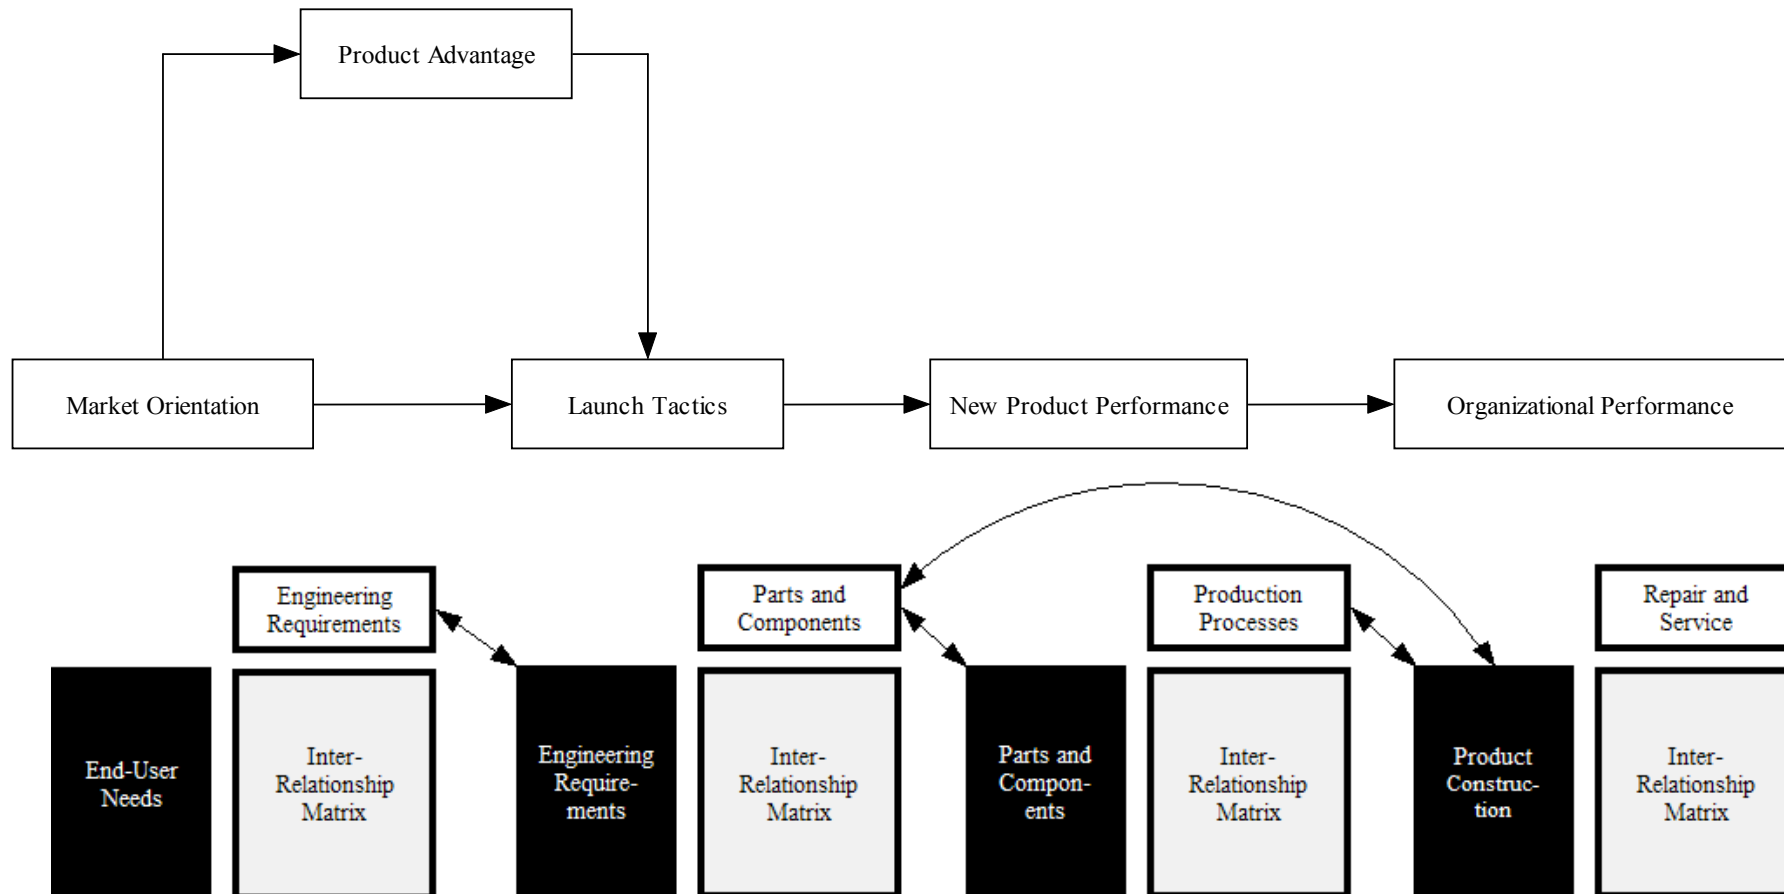 Product Advantage
Market Orientation
Launch Tactics
New Product Performance
Organizational Performance
Engineering
Requirements
Parts and
Components
Production
Processes
Repair and
Service
End-User
Needs
Inter-
Relationship
Matrix
Engineering
Require-
ments
Inter-
Relationship
Matrix
Parts and
Compon-
ents
Inter-
Relationship
Matrix
Product
Construc-
tion
Inter-
Relationship
Matrix